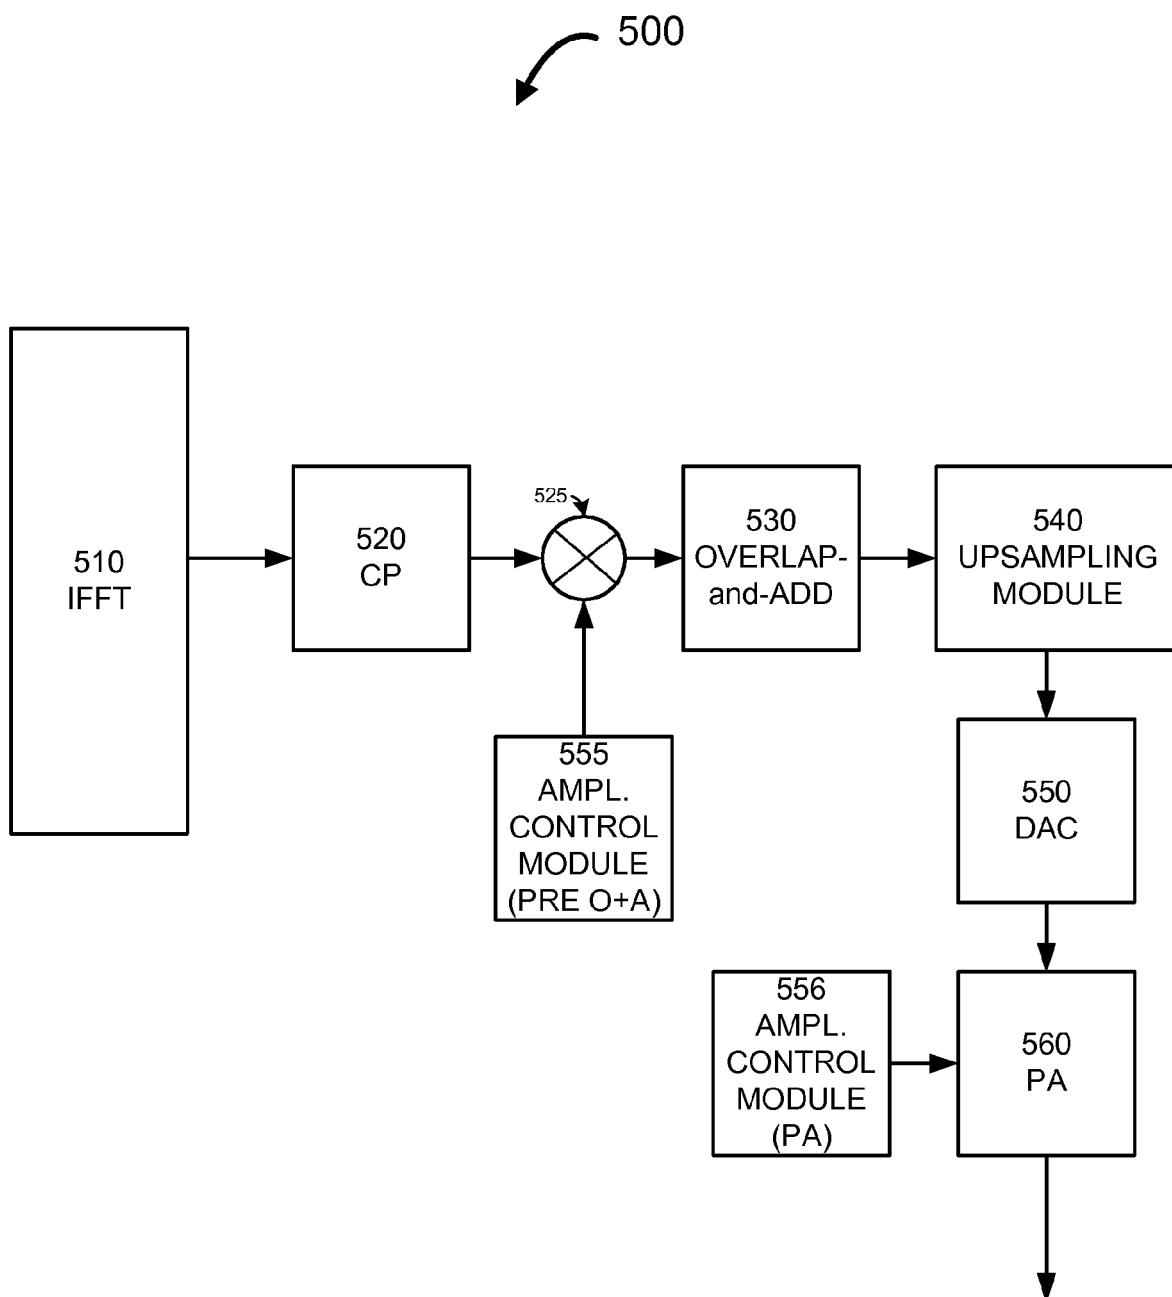 500
510
IFFT
520
CP
525
530
OVERLAP-
and-ADD
540
UPSAMPLING
MODULE
555
AMPL.
CONTROL
MODULE
(PRE O+A)
550
DAC
556
AMPL.
CONTROL
MODULE
(PA)
560
PA